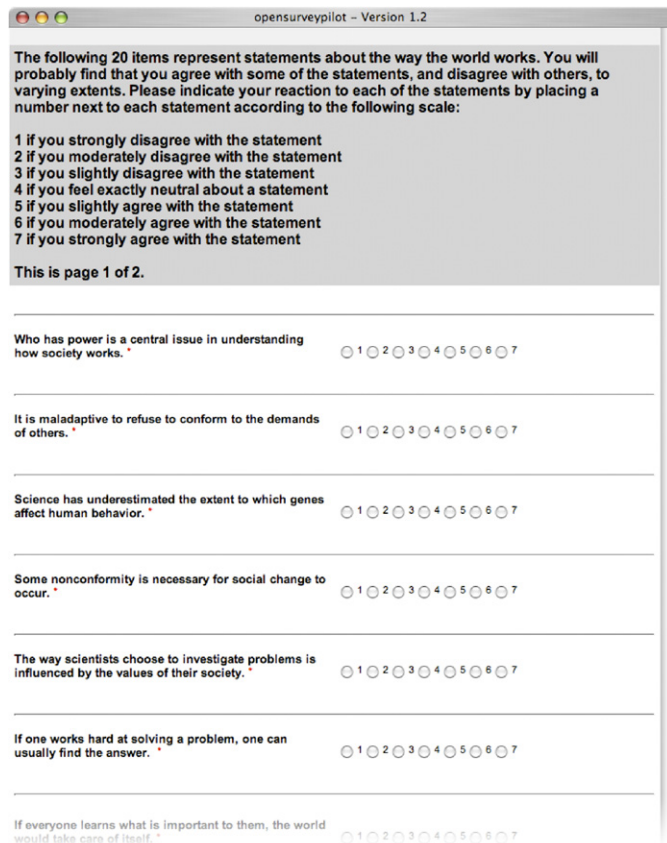 opensurveypilot – Version 1.2
The following 20 items represent statements about the way the world works. You will
probably find that you agree with some of the statements, and disagree with others, to
varying extents. Please indicate your reaction to each of the statements by placing a
number next to each statement according to the following scale:
1 if you strongly disagree with the statement
2 if you moderately disagree with the statement
3 if you slightly disagree with the statement
4 if you feel exactly neutral about a statement
5 if you slightly agree with the statement
6 if you moderately agree with the statement
7 if you strongly agree with the statement
This is page 1 of 2.
Who has power is a central issue in understanding
how society works. *
1 2 3 4 5 6 7
It is maladaptive to refuse to conform to the demands
of others. *
1 2 3 4 5 6 7
Science has underestimated the extent to which genes
affect human behavior. *
1 2 3 4 5 6 7
Some nonconformity is necessary for social change to
occur. *
1 2 3 4 5 6 7
The way scientists choose to investigate problems is
influenced by the values of their society. *
1 2 3 4 5 6 7
If one works hard at solving a problem, one can
usually find the answer. *
1 2 3 4 5 6 7
If everyone learns what is important to them, the world
would take care of itself. *
1 2 3 4 5 6 7